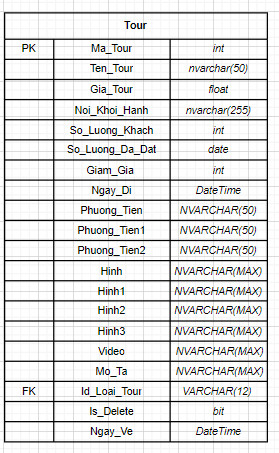 Tour
PK Ma_Tour int
Ten_Tour nvarchar(50)
Gia_Tour float
Noi_Khoi_Hanh nvarchar(255)
So_Luong_Khach int
So_Luong_Da_Dat date
Giam_Gia int
Ngay_Di DateTime
Phuong_Tien NVARCHAR(50)
Phuong_Tien1 NVARCHAR(50)
Phuong_Tien2 NVARCHAR(50)
Hinh NVARCHAR(MAX)
Hinh1 NVARCHAR(MAX)
Hinh2 NVARCHAR(MAX)
Hinh3 NVARCHAR(MAX)
Video NVARCHAR(MAX)
Mo_Ta NVARCHAR(MAX)
FK Id_Loai_Tour VARCHAR(12)
Is_Delete bit
Ngay_Ve DateTime